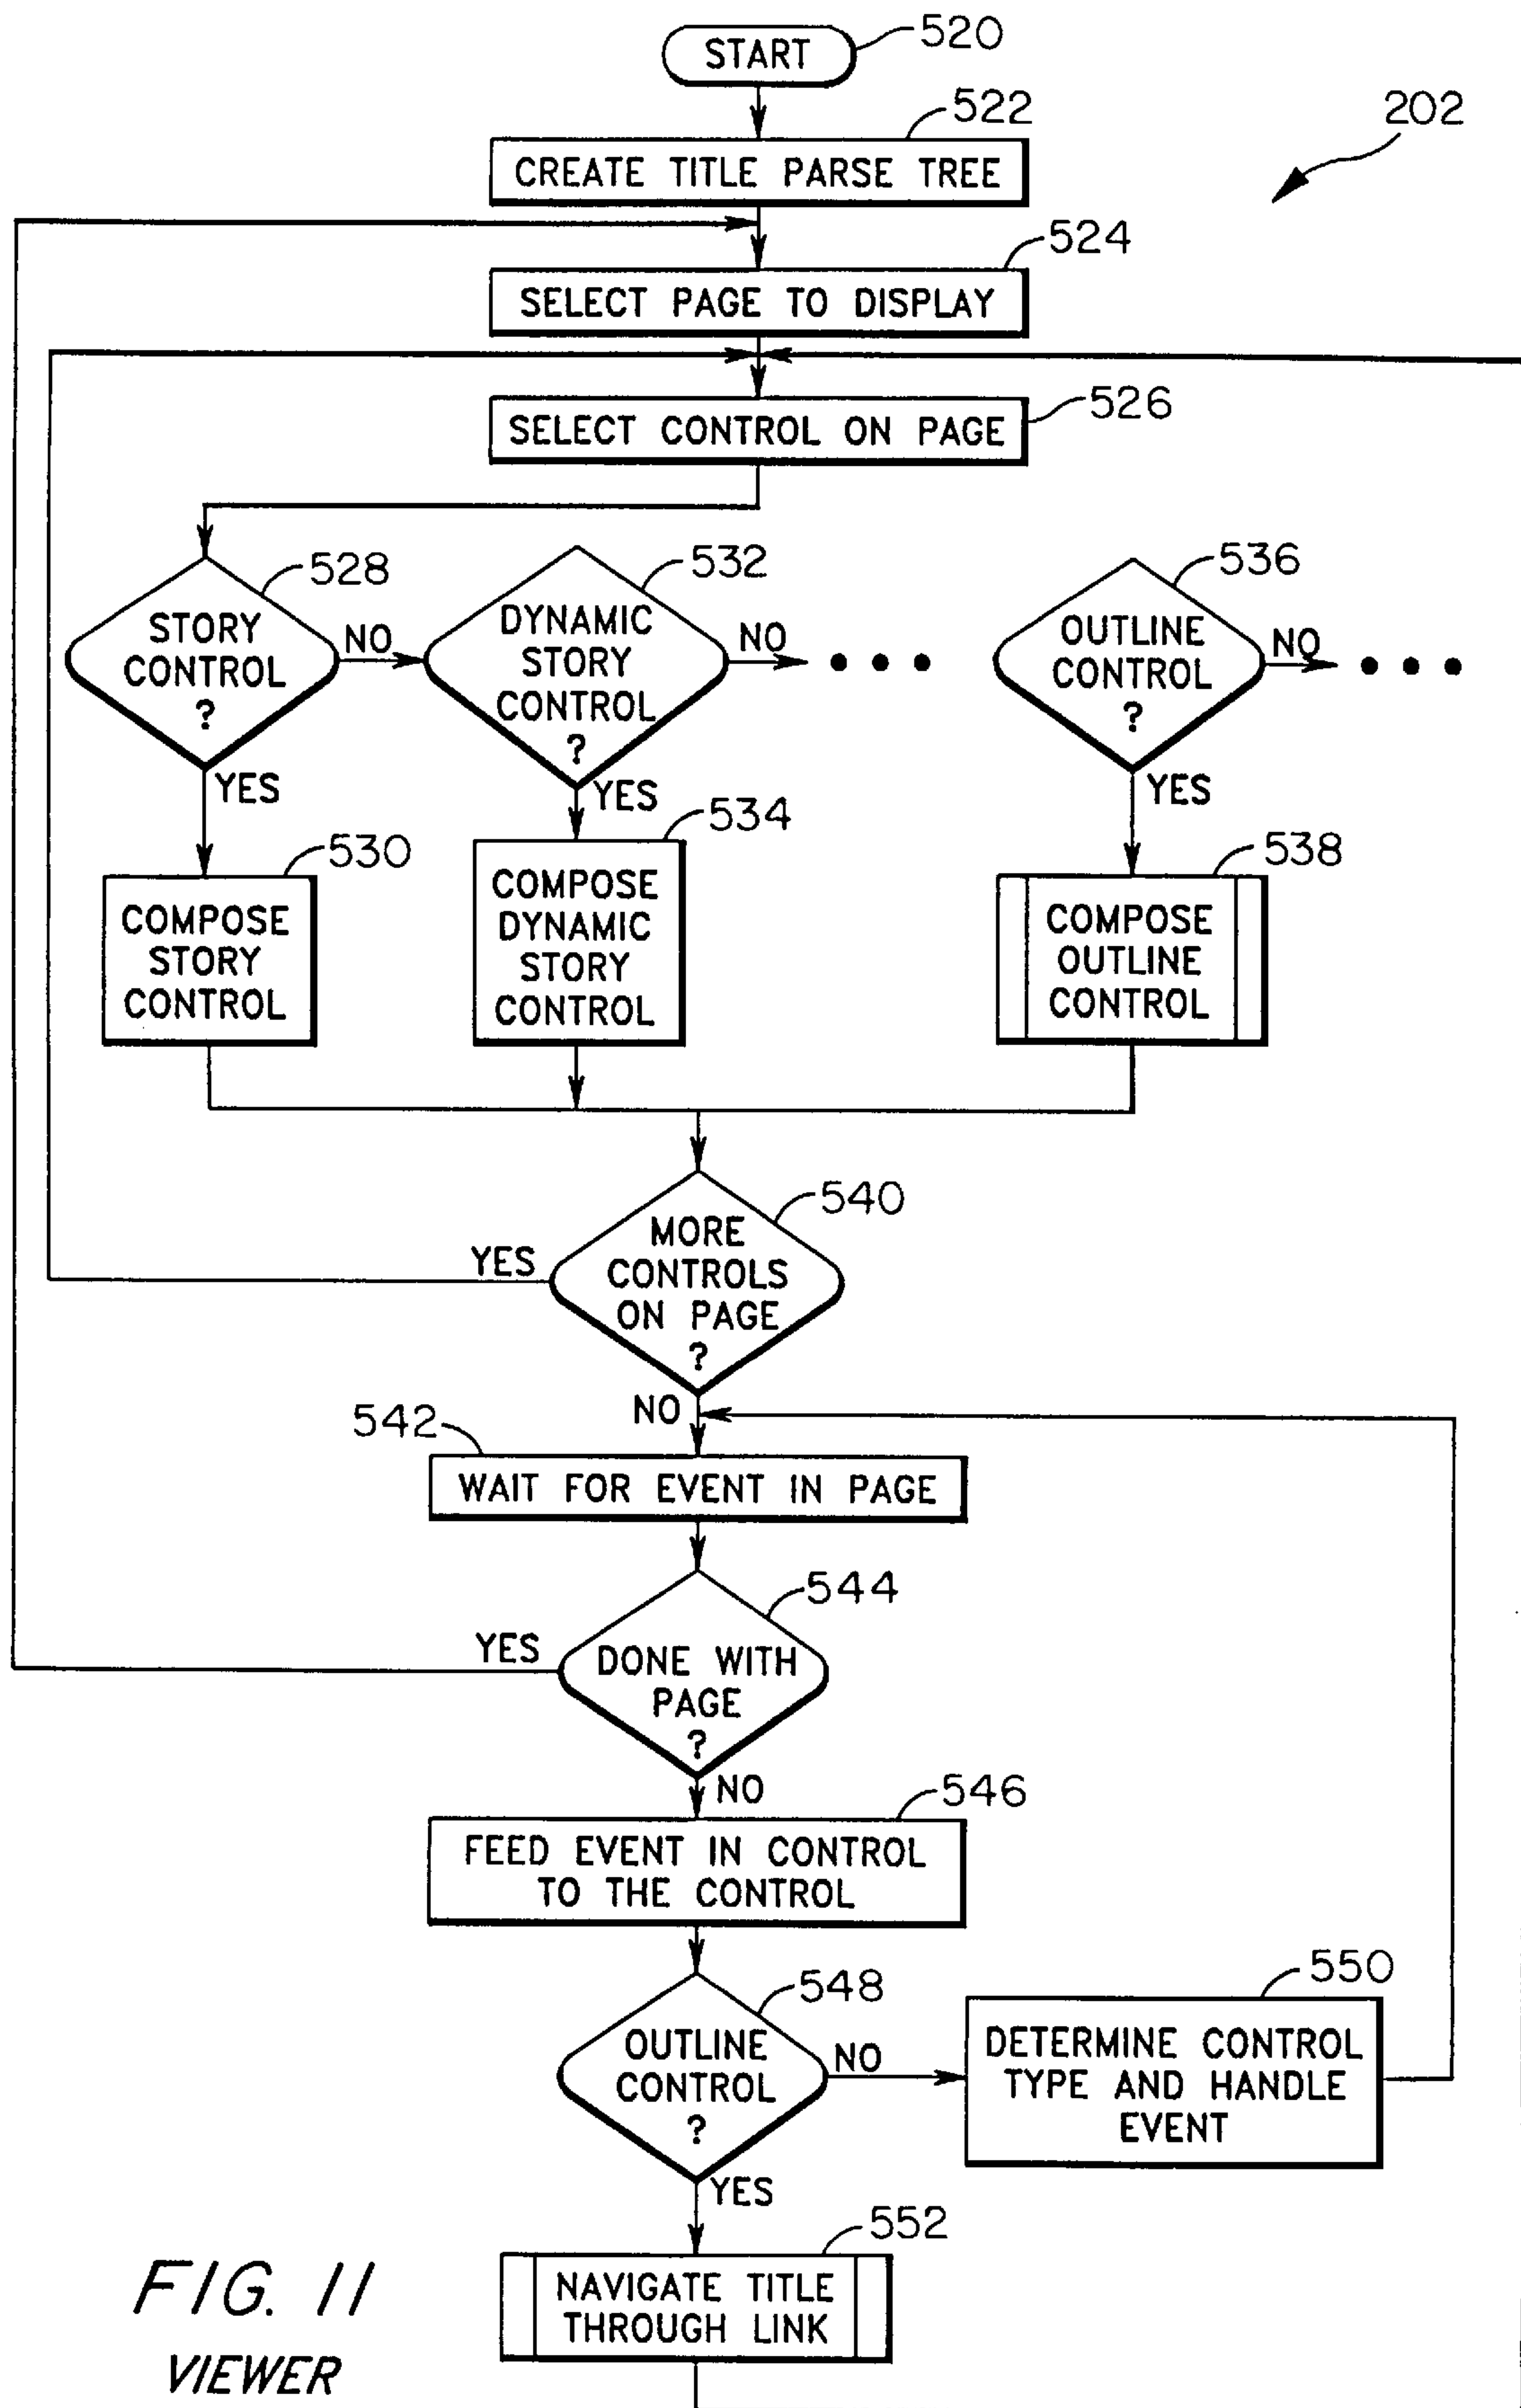 START
520
522
202
CREATE TITLE PARSE TREE
524
SELECT PAGE TO DISPLAY
526
SELECT CONTROL ON PAGE
528
STORY
CONTROL
?
NO
YES
532
DYNAMIC
STORY
CONTROL
?
NO
YES
536
OUTLINE
CONTROL
?
NO
YES
530
COMPOSE
STORY
CONTROL
534
COMPOSE
DYNAMIC
STORY
CONTROL
538
COMPOSE
OUTLINE
CONTROL
540
MORE
CONTROLS
ON PAGE
?
YES
NO
542
WAIT FOR EVENT IN PAGE
544
DONE WITH
PAGE
?
YES
NO
546
FEED EVENT IN CONTROL
TO THE CONTROL
548
OUTLINE
CONTROL
?
NO
YES
550
DETERMINE CONTROL
TYPE AND HANDLE
EVENT
552
NAVIGATE TITLE
THROUGH LINK
FIG. 11
VIEWER